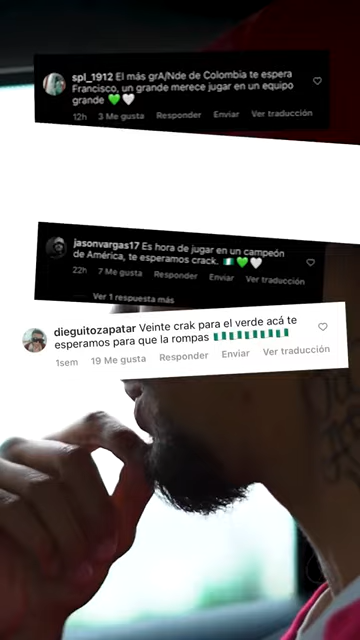 spl_1912 El más grA/Nde de Colombia te espera
Francisco, un grande merece jugar en un equipo
grande 💚🤍
12h 3 Me gusta Responder Enviar Ver traducción
jasonvargas17 Es hora de jugar en un campeón
de América, te esperamos crack. 🇳🇬💚🤍
22h 7 Me gusta Responder Enviar Ver traducción
Ver 1 respuesta más
dieguitozapatar Veinte crak para el verde acá te
esperamos para que la rompas 🇳🇬🇳🇬🇳🇬🇳🇬🇳🇬🇳🇬🇳🇬
1sem 19 Me gusta Responder Enviar Ver traducción